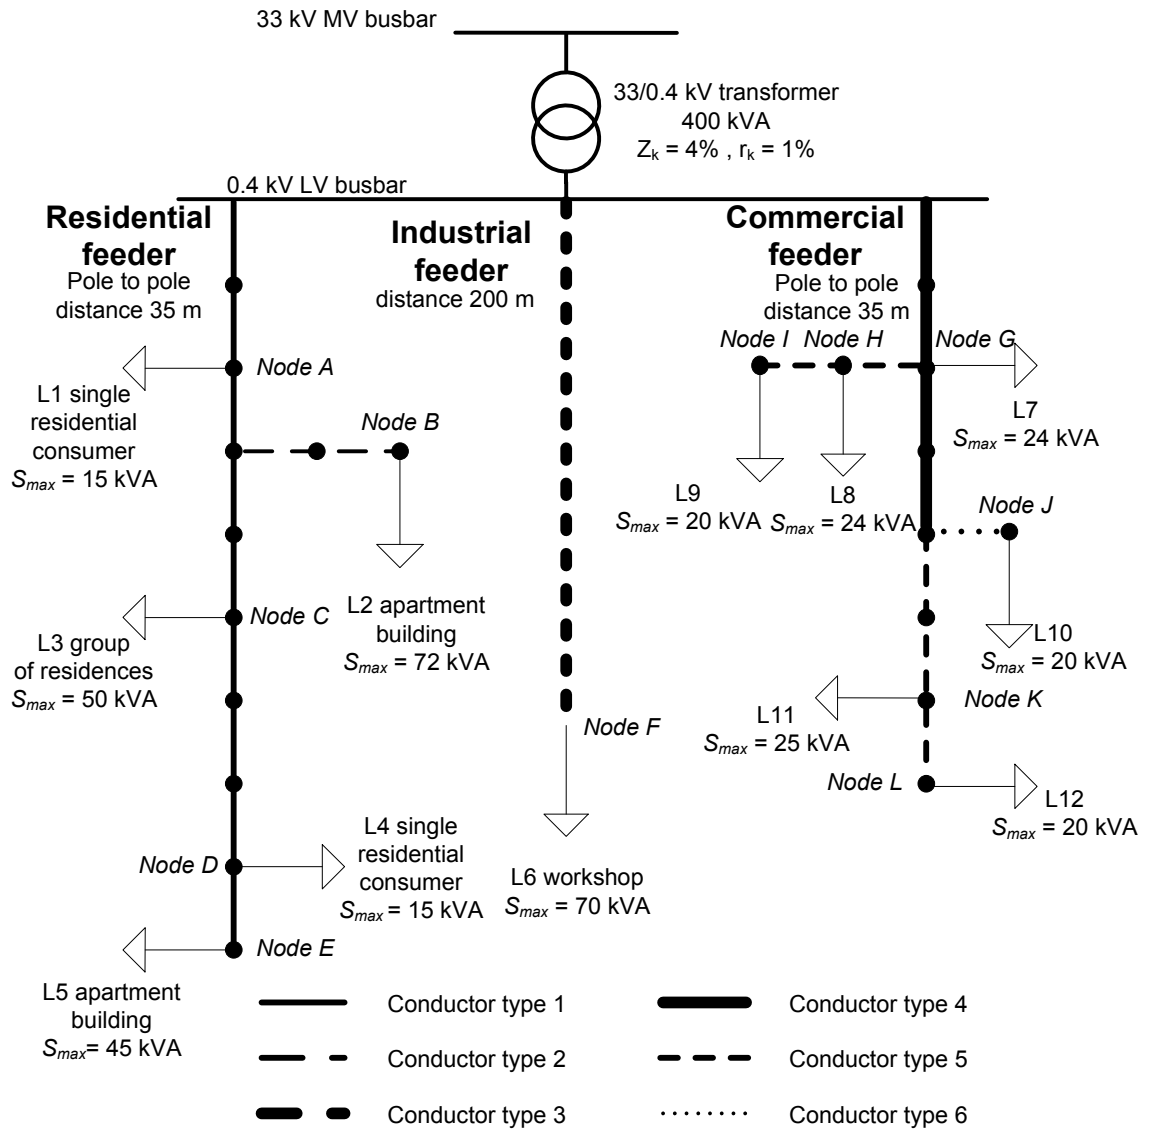 33 kV MV busbar
33/0.4 kV transformer
400 kVA
Zk = 4% , rk = 1%
0.4 kV LV busbar
Residential
feeder
Pole to pole
distance 35 m
Industrial
feeder
distance 200 m
Commercial
feeder
Pole to pole
distance 35 m
Node A
L1 single
residential
consumer
Smax = 15 kVA
Node B
L2 apartment
building
Smax = 72 kVA
Node C
L3 group
of residences
Smax = 50 kVA
Node D
L4 single
residential
consumer
Smax = 15 kVA
Node E
L5 apartment
building
Smax= 45 kVA
Node F
L6 workshop
Smax = 70 kVA
Node I
Node H
Node G
L7
Smax = 24 kVA
L9
Smax = 20 kVA
L8
Smax = 24 kVA
Node J
L10
Smax = 20 kVA
Node K
L11
Smax = 25 kVA
Node L
L12
Smax = 20 kVA
Conductor type 1
Conductor type 2
Conductor type 3
Conductor type 4
Conductor type 5
Conductor type 6